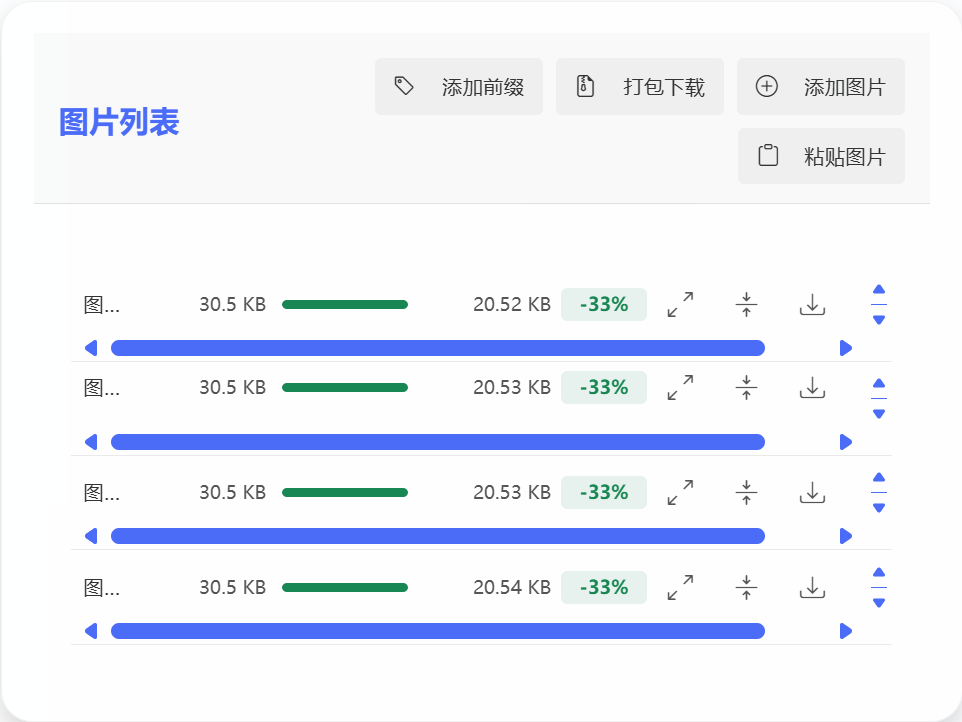 添加前缀 打包下载 添加图片
图片列表
粘贴图片
图... 30.5 KB 20.52 KB -33%
图... 30.5 KB 20.53 KB -33%
图... 30.5 KB 20.53 KB -33%
图... 30.5 KB 20.54 KB -33%